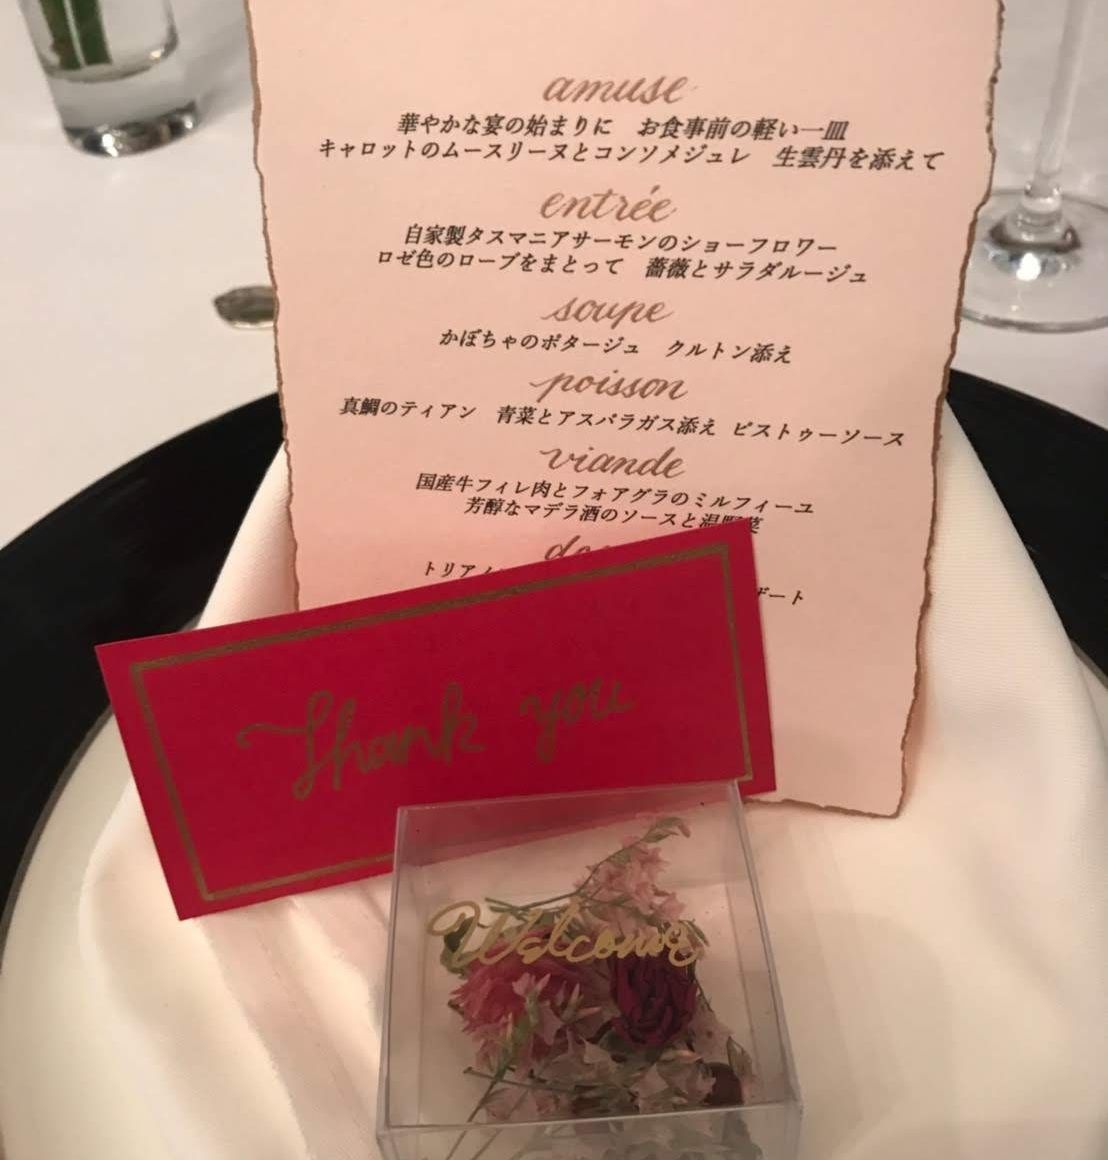 amuse
華やかな宴の始まりに　お食事前の軽い一皿
キャロットのムースリーヌとコンソメジュレ　生雲丹を添えて
entrée
自家製タスマニアサーモンのショーフロワー
ロゼ色のローブをまとって　薔薇とサラダルージュ
soupe
かぼちゃのポタージュ　クルトン添え
poisson
真鯛のティアン　青菜とアスパラガス添え　ピストゥーソース
viande
国産牛フィレ肉とフォアグラのミルフィーユ
芳醇なマデラ酒のソースと温野菜
Thank you
Welcome